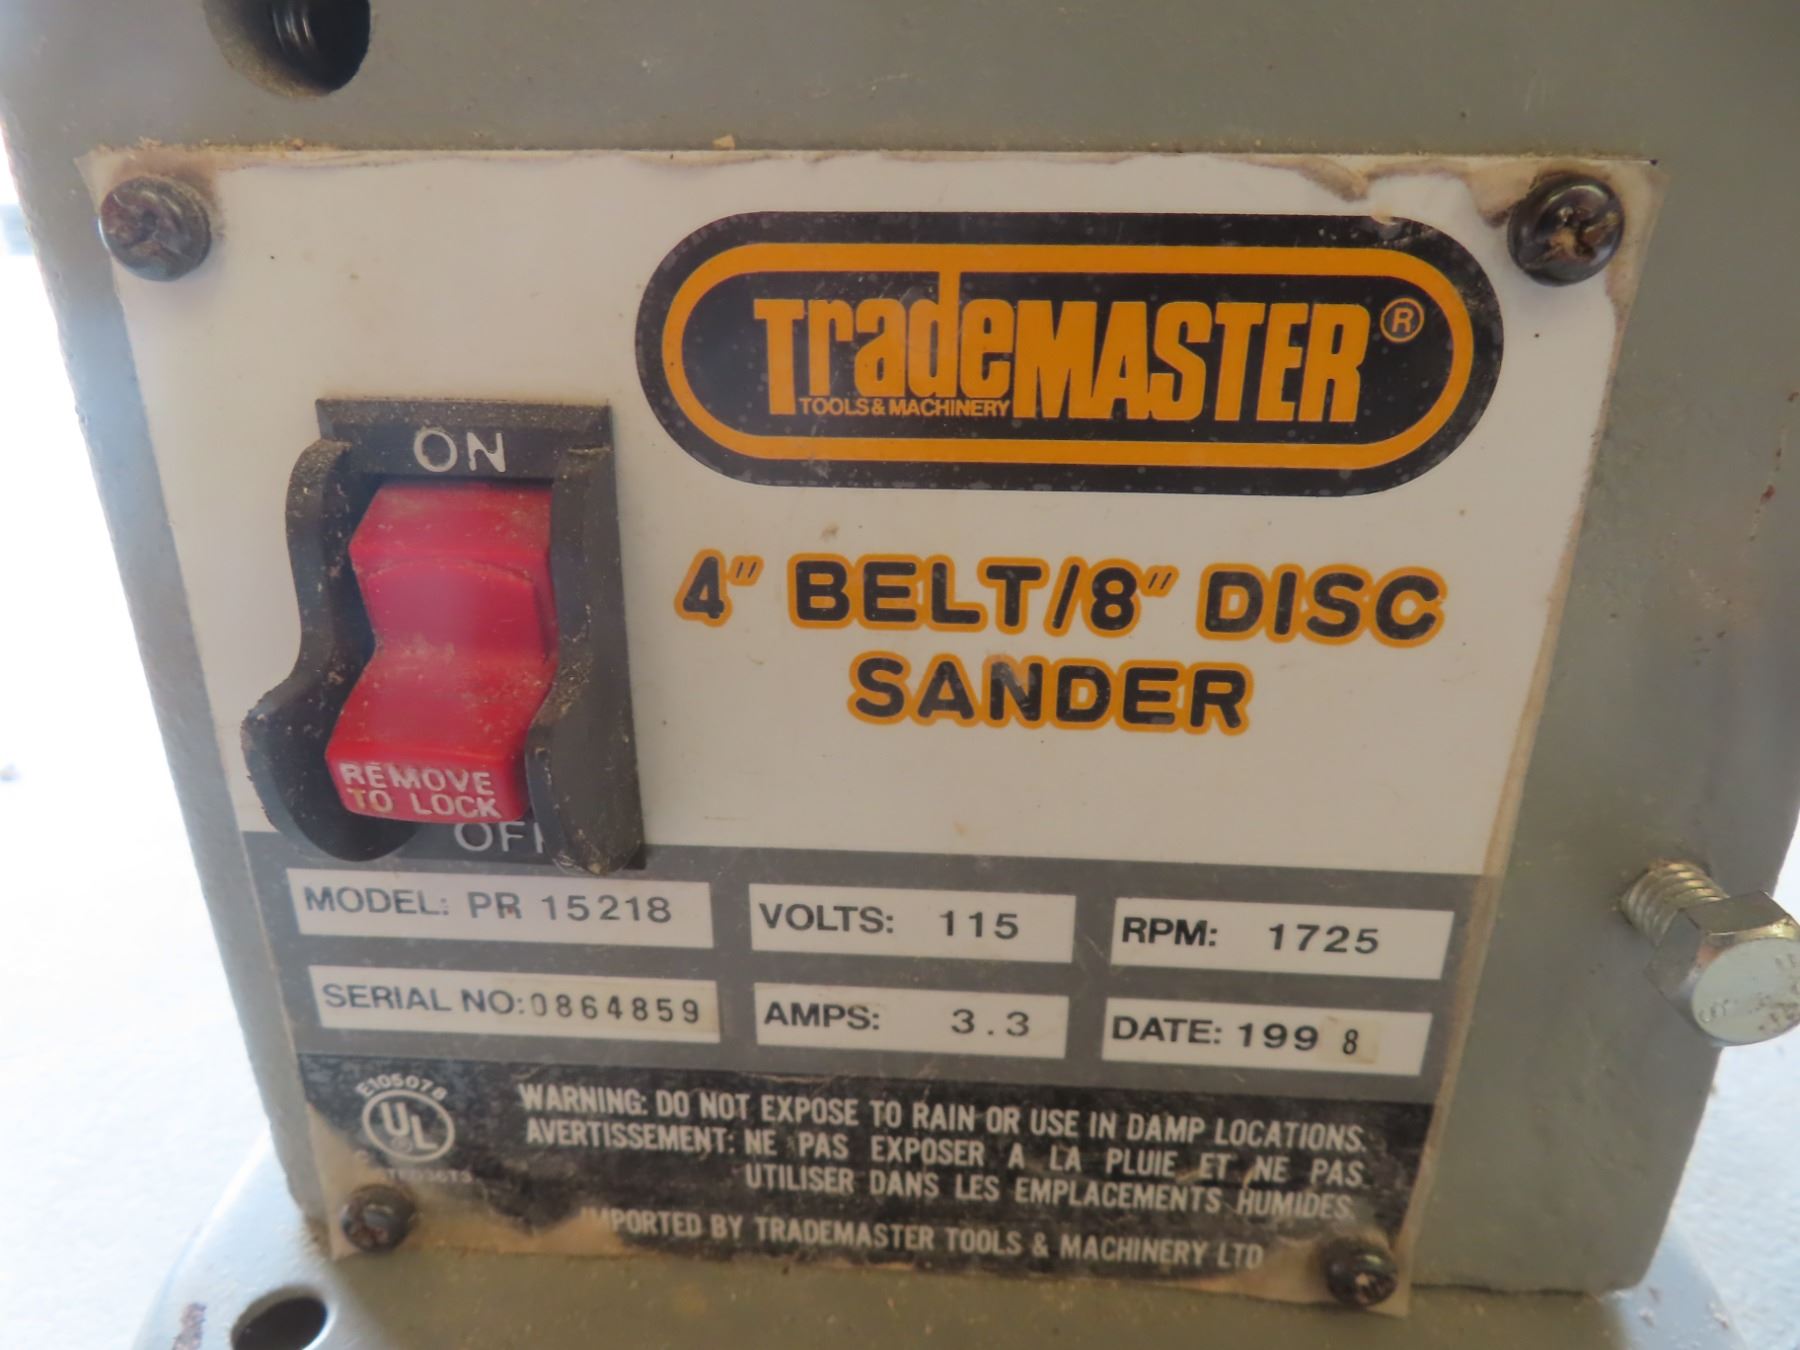 TradeMASTER®
TOOLS & MACHINERY
ON
4" BELT/8" DISC
SANDER
REMOVE
TO LOCK
MODEL: PR 15218
VOLTS: 115
RPM: 1725
SERIAL NO: 0864859
AMPS: 3.3
DATE: 1998
E105078
UL
WARNING: DO NOT EXPOSE TO RAIN OR USE IN DAMP LOCATIONS.
AVERTISSEMENT: NE PAS EXPOSER A LA PLUIE ET NE PAS
UTILISER DANS LES EMPLACEMENTS HUMIDES.
IMPORTED BY TRADEMASTER TOOLS & MACHINERY LTD